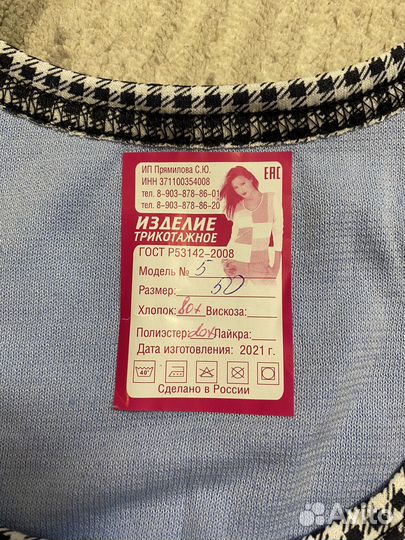 ИП Прямилова С.Ю.
ИНН 371100354008
тел. 8-903-878-86-01
тел. 8-903-878-86-20
EAC
ИЗДЕЛИЕ
ТРИКОТАЖНОЕ
ГОСТ Р53142-2008
Модель № 5
Размер: 50
Хлопок: 80% Вискоза:
Полиэстер: 20% Лайкра:
Дата изготовления: 2021 г.
40
Сделано в России
Avito